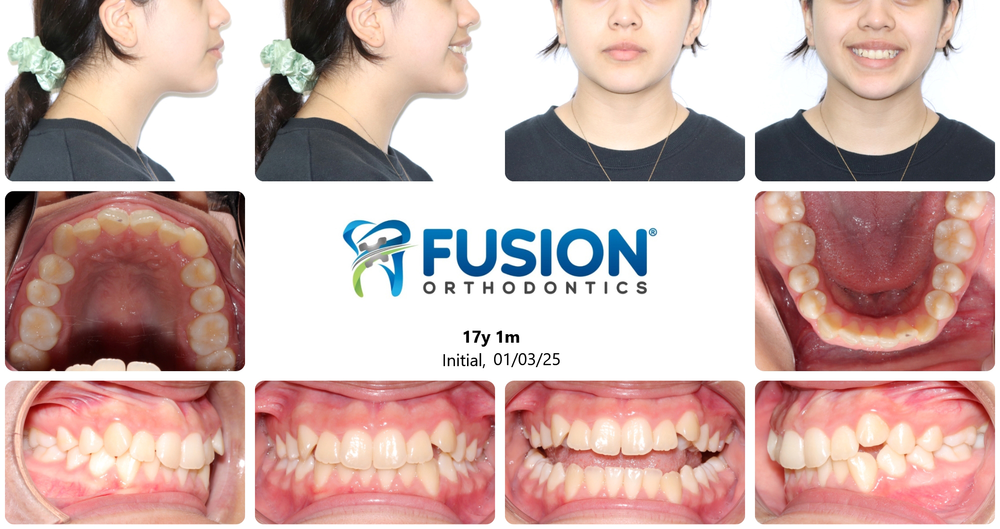 FUSION®
ORTHODONTICS
17y 1m
Initial, 01/03/25